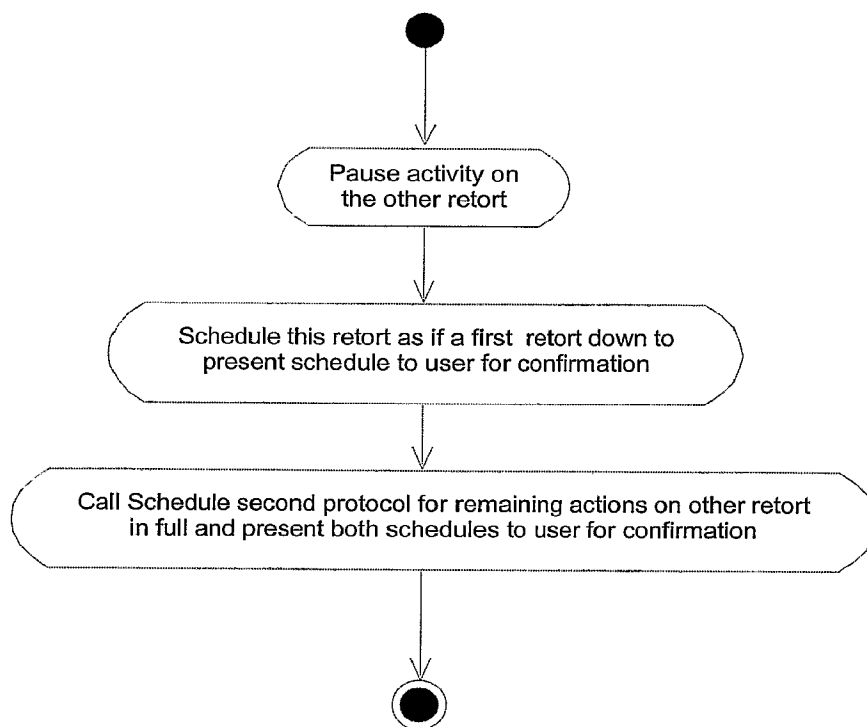 Pause activity on
the other retort
Schedule this retort as if a first retort down to
present schedule to user for confirmation
Call Schedule second protocol for remaining actions on other retort
in full and present both schedules to user for confirmation